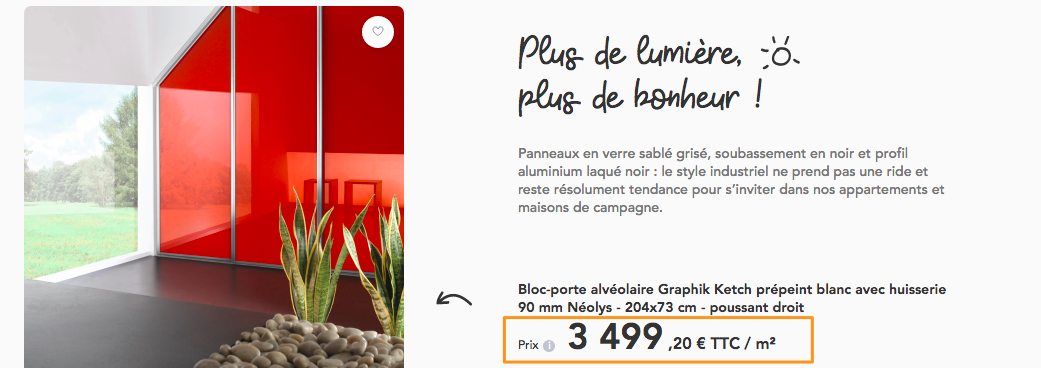 Plus de lumière,
plus de bonheur !
Panneaux en verre sablé grisé, soubassement en noir et profil
aluminium laqué noir : le style industriel ne prend pas une ride et
reste résolument tendance pour s’inviter dans nos appartements et
maisons de campagne.
Bloc-porte alvéolaire Graphik Ketch prépeint blanc avec huisserie
90 mm Néolys - 204x73 cm - poussant droit
Prix i 3 499 ,20 € TTC / m²